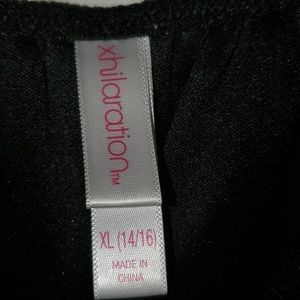 xhilaration™
XL (14/16)
MADE IN
CHINA